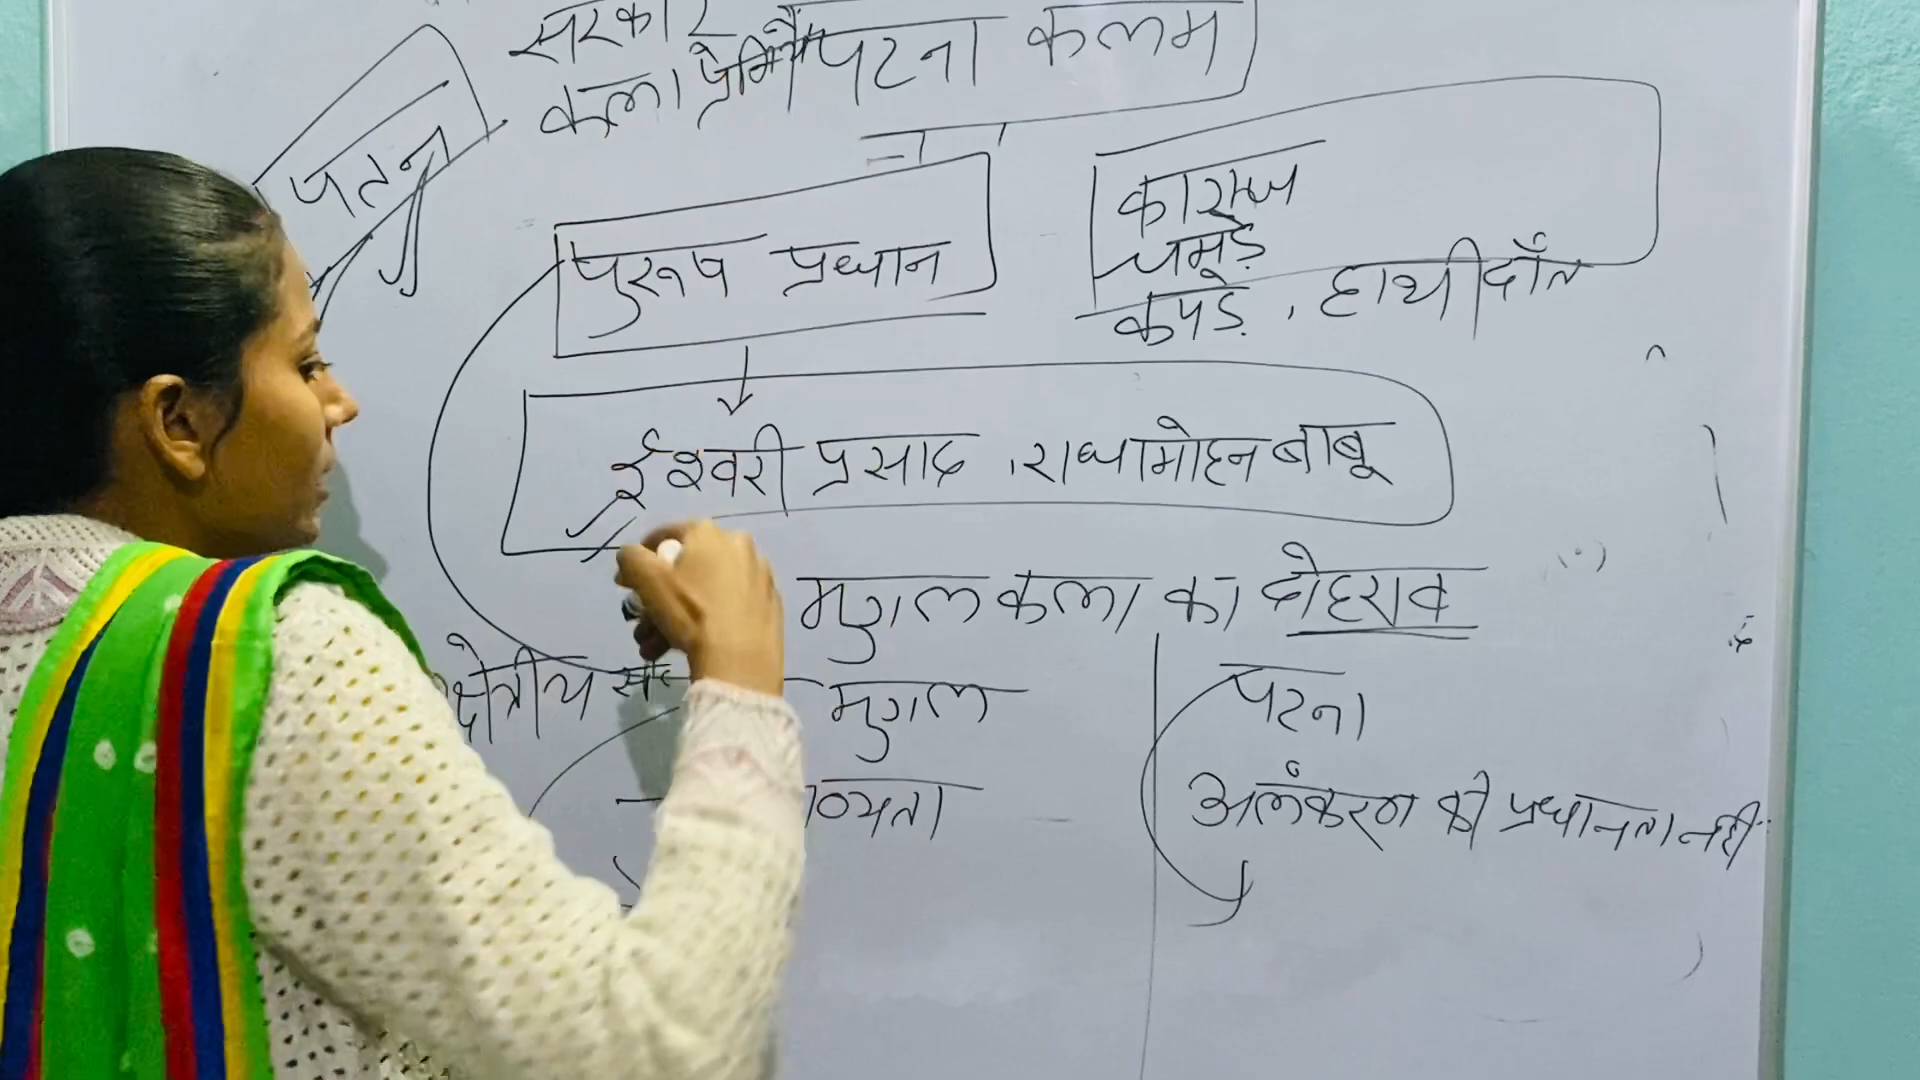 सरकार
कला प्रेमियों पटना कलम
पतन
पुरूष प्रधान
कागज
चमड़े
कपड़े , हाथीदाँत
ईश्वरी प्रसाद , राधामोहन बाबू
मुगल कला का दोहराव
क्षेत्रीय
मुगल
पटना
अलंकरण की प्रधानता नहीं